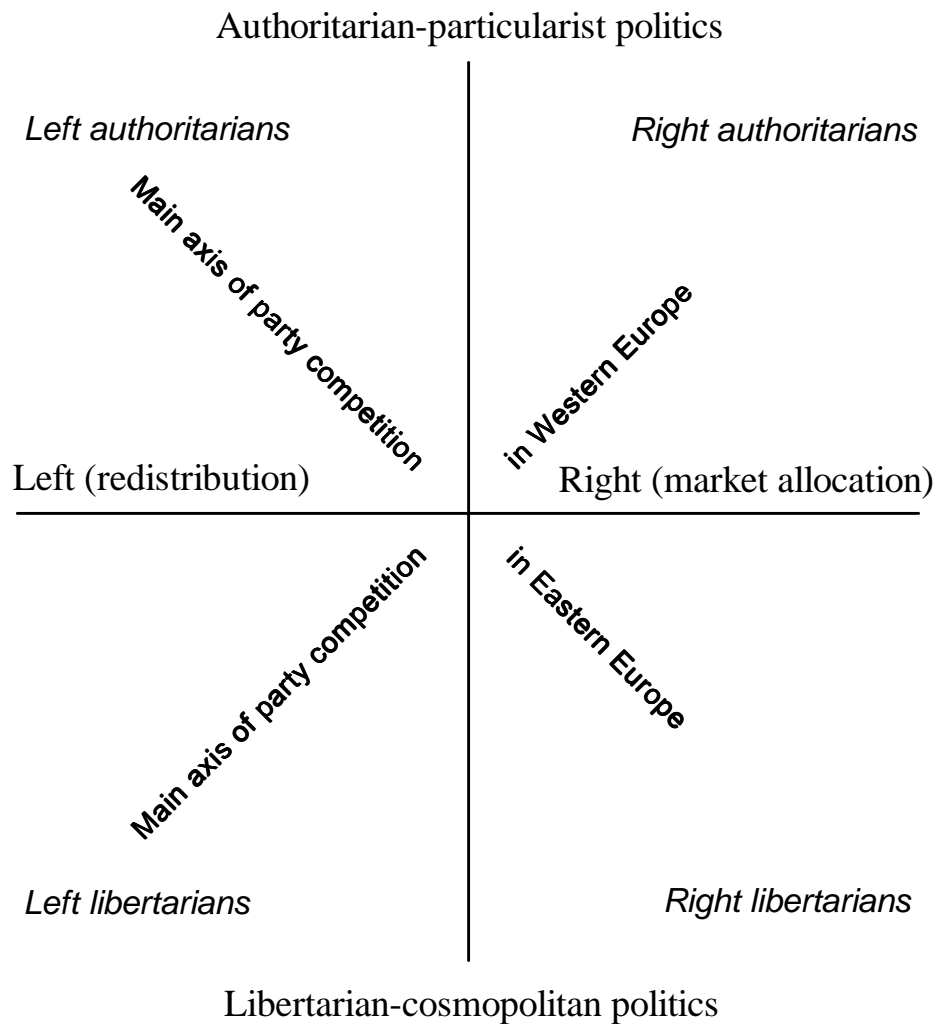 Authoritarian-particularist politics
Left authoritarians
Right authoritarians
Main axis of party competition
in Western Europe
Left (redistribution)
Right (market allocation)
Main axis of party competition
in Eastern Europe
Left libertarians
Right libertarians
Libertarian-cosmopolitan politics